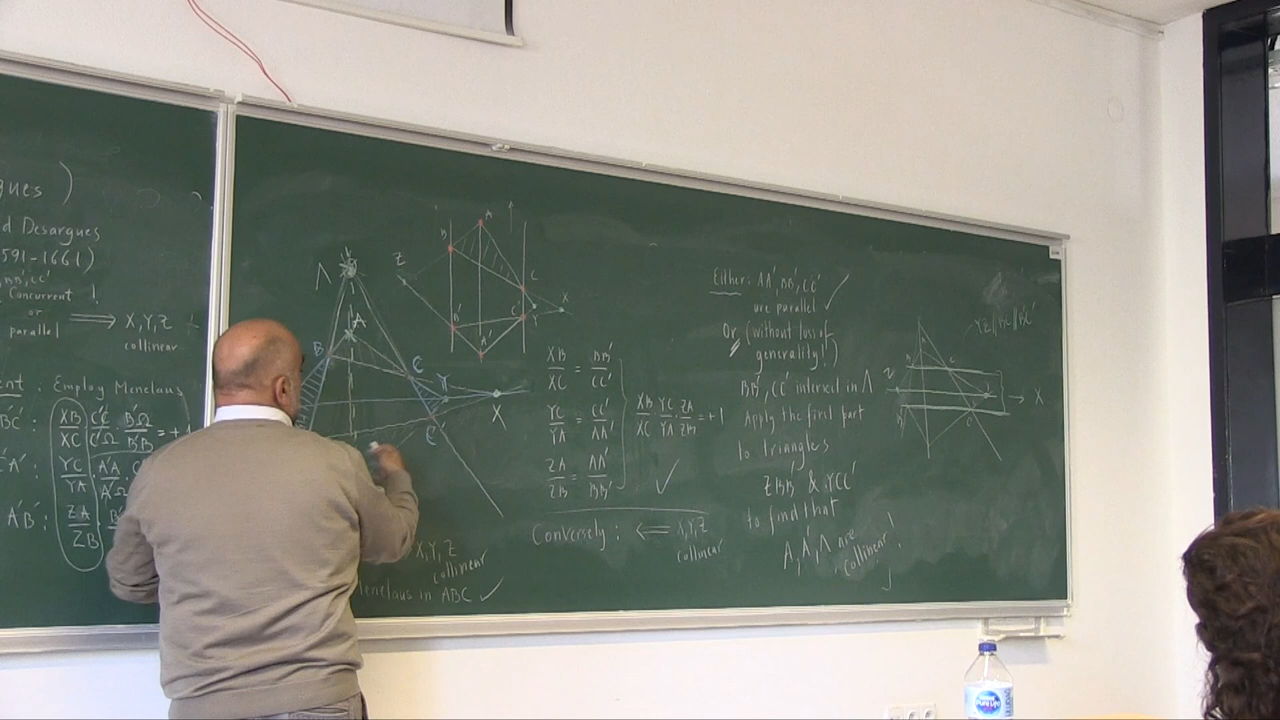 gues )
d Desargues
591-1661)
Concurrent !
or
parallel ⟹ X,Y,Z
collinear
Employ Menelaus
XB/XC
YC/YA
ZA/ZB
A'B':
Λ
A
B
C
Y
X
C'
Z
B
A
C
B'
A'
C'
Y
X
XB/XC = BB'/CC'
YC/YA = CC'/AA'
ZA/ZB = AA'/BB'
XB/XC · YC/YA · ZA/ZB = +1
✓
Conversely: ⟸ X,Y,Z
collinear
X,Y,Z
collinear
Menelaus in ABC ✓
Either: AA', BB', CC'
are parallel ✓
Or (without loss of
generality!)
BB', CC' intersect in Λ
Apply the first part
to triangles
ZBB' & YCC'
to find that
A, A', Λ are
collinear!
YZ//BC//B'C'
→ X